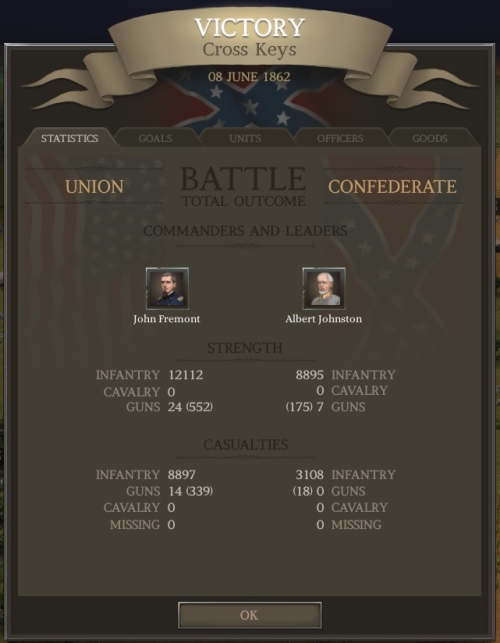 VICTORY
Cross Keys
08 JUNE 1862
STATISTICS GOALS UNITS OFFICERS GOODS
UNION BATTLE CONFEDERATE
TOTAL OUTCOME
COMMANDERS AND LEADERS
John Fremont Albert Johnston
STRENGTH
INFANTRY 12112 8895 INFANTRY
CAVALRY 0 0 CAVALRY
GUNS 24 (552) (175) 7 GUNS
CASUALTIES
INFANTRY 8897 3108 INFANTRY
GUNS 14 (339) (18) 0 GUNS
CAVALRY 0 0 CAVALRY
MISSING 0 0 MISSING
OK